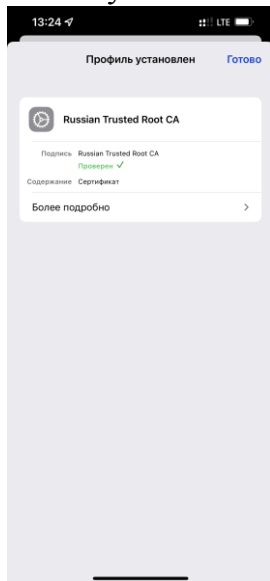 13:24
LTE
Профиль установлен
Готово
Russian Trusted Root CA
Подпись Russian Trusted Root CA
Проверен ✓
Содержание Сертификат
Более подробно